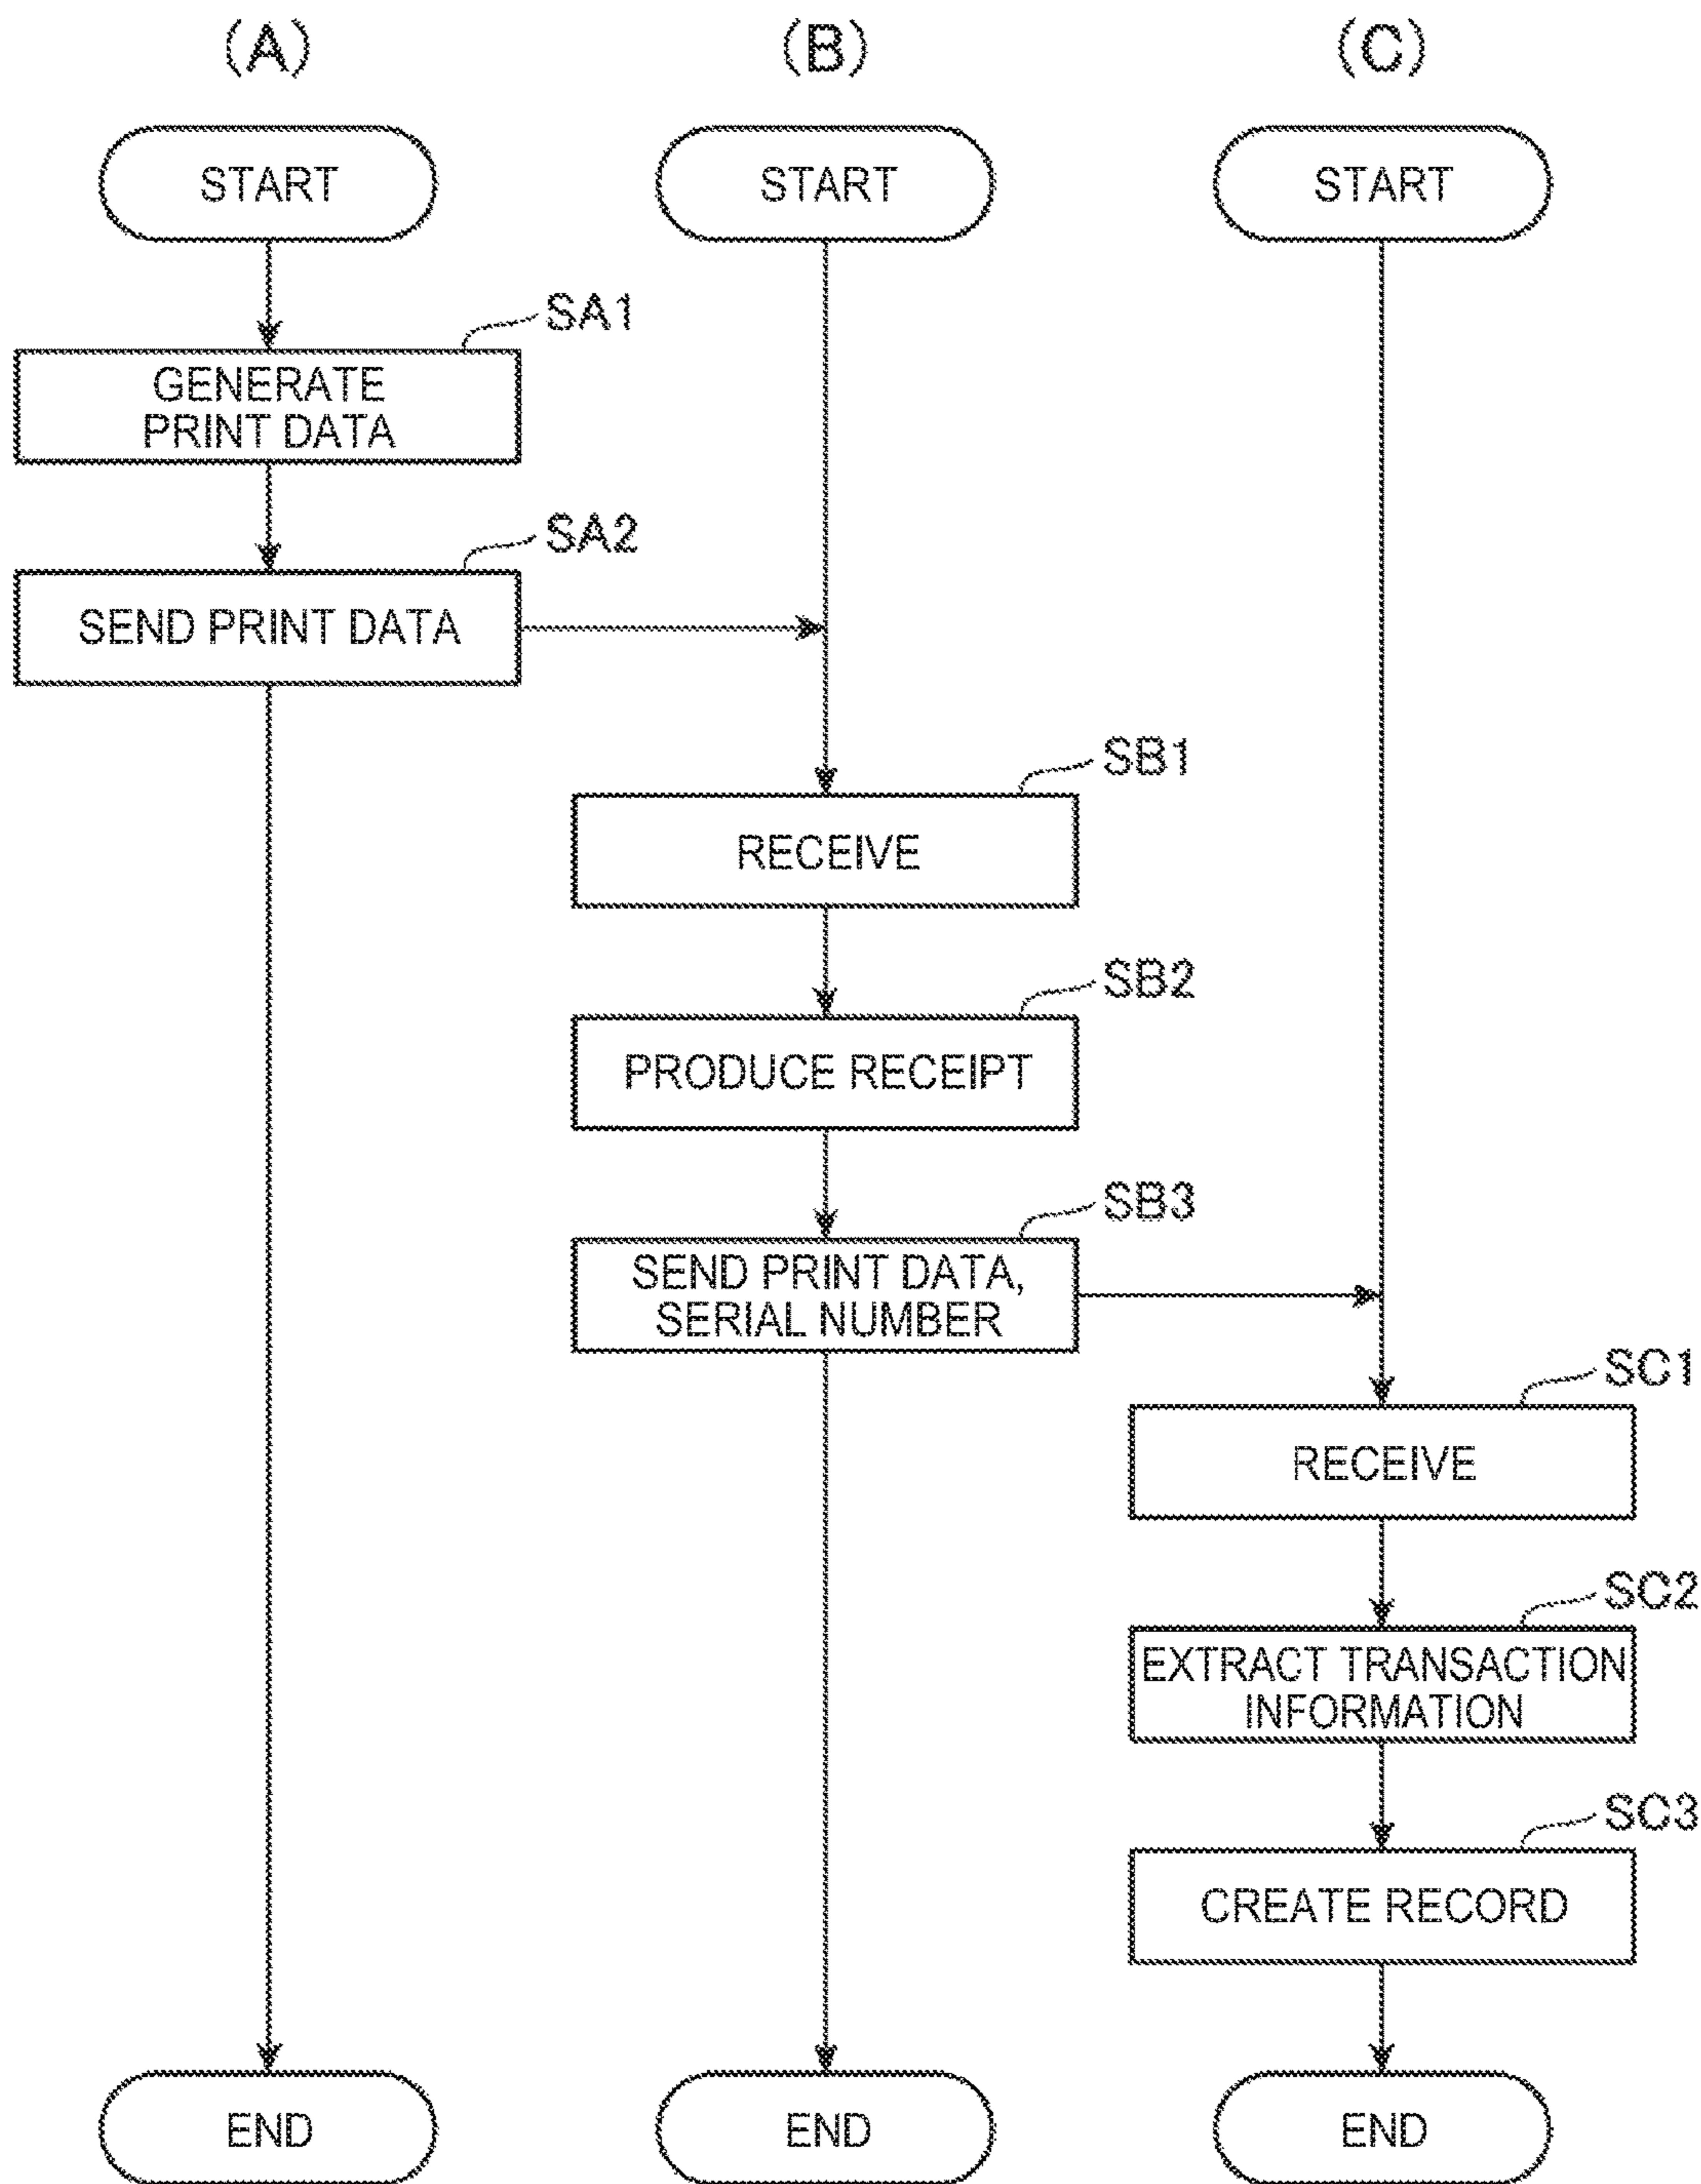 (A)
(B)
(C)
START
START
START
SA1
GENERATE
PRINT DATA
SA2
SEND PRINT DATA
SB1
RECEIVE
SB2
PRODUCE RECEIPT
SB3
SEND PRINT DATA,
SERIAL NUMBER
SC1
RECEIVE
SC2
EXTRACT TRANSACTION
INFORMATION
SC3
CREATE RECORD
END
END
END